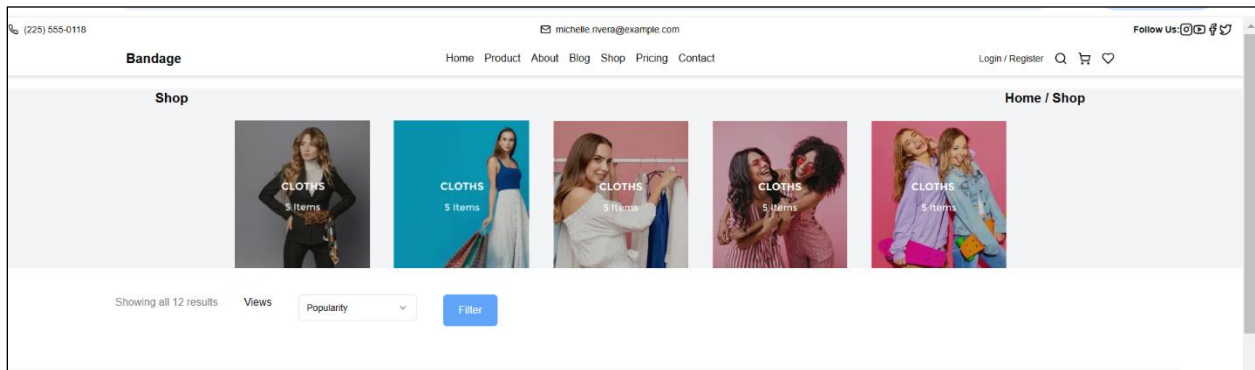 (225) 555-0118 michelle.rivera@example.com Follow Us:
Bandage Home Product About Blog Shop Pricing Contact Login / Register
Shop Home / Shop
CLOTHS CLOTHS CLOTHS CLOTHS CLOTHS
5 Items 5 Items 5 Items 5 Items 5 Items
Showing all 12 results Views Popularity Filter